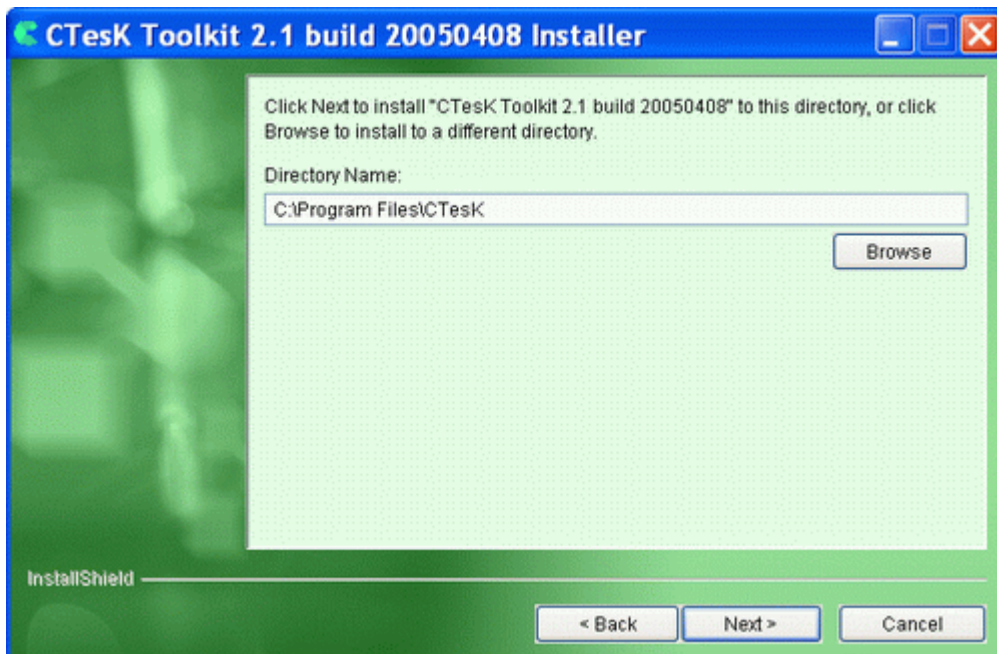 CTesK Toolkit 2.1 build 20050408 Installer
Click Next to install "CTesK Toolkit 2.1 build 20050408" to this directory, or click
Browse to install to a different directory.
Directory Name:
C:\Program Files\CTesK
Browse
InstallShield
< Back
Next >
Cancel